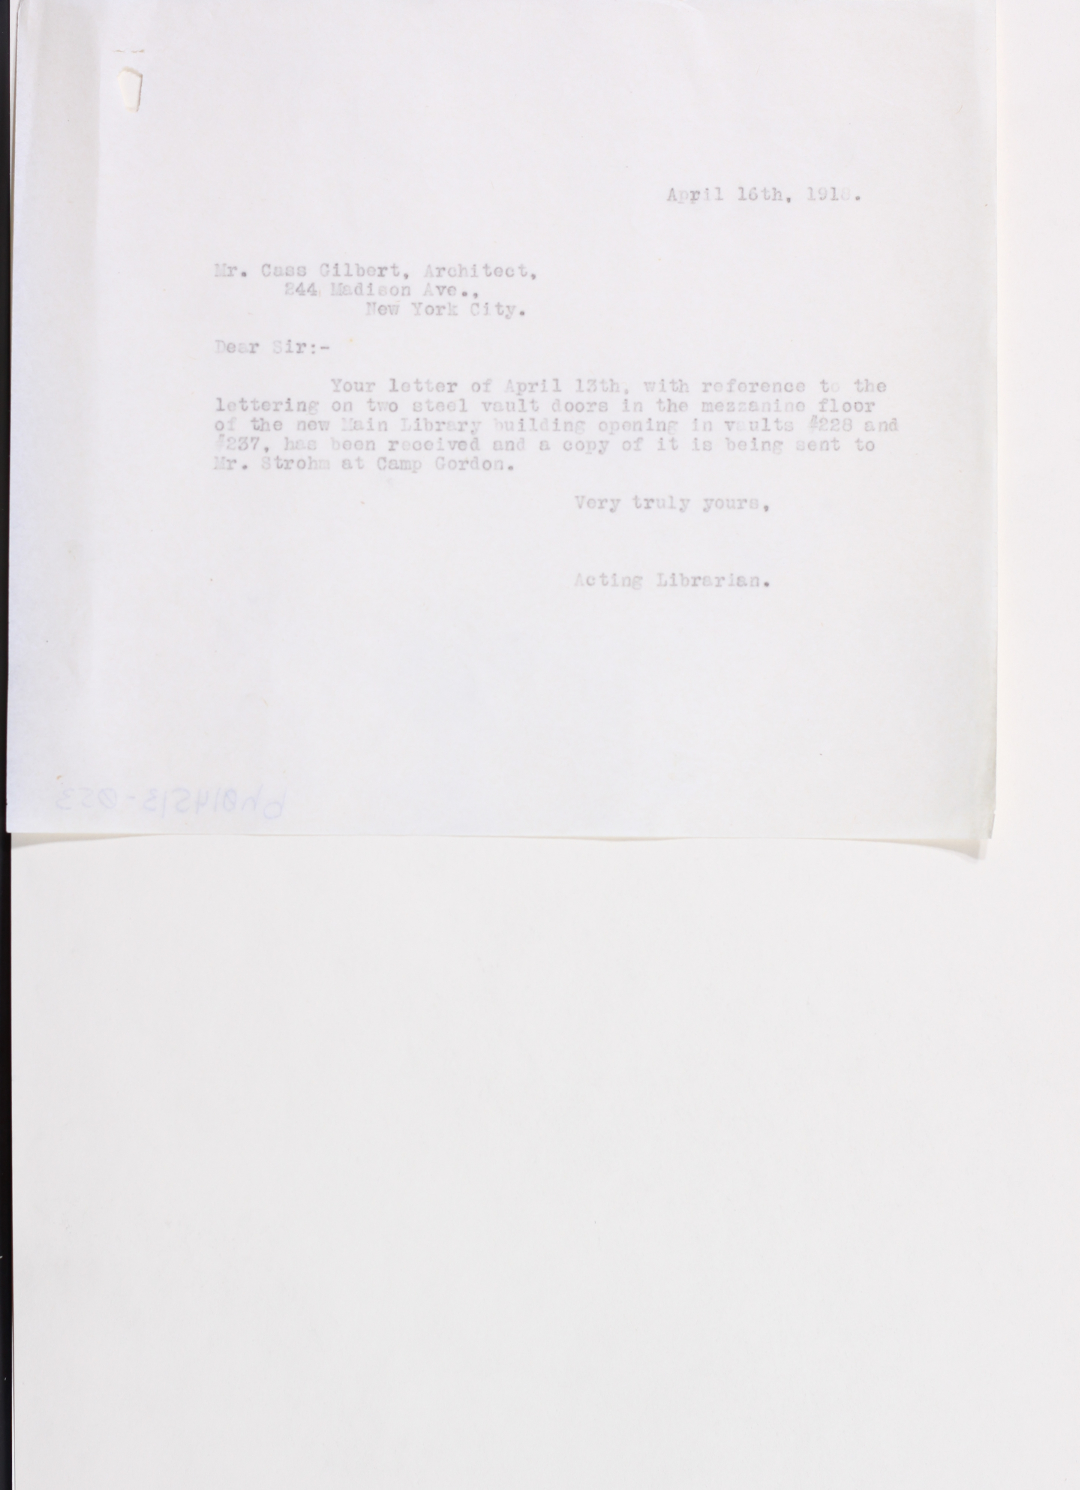 April 16th, 1918.
Mr. Cass Gilbert, Architect,
244 Madison Ave.,
New York City.
Dear Sir:-
Your letter of April 13th, with reference to the
lettering on two steel vault doors in the mezzanine floor
of the new Main Library building opening in vaults #228 and
#237, has been received and a copy of it is being sent to
Mr. Strohm at Camp Gordon.
Very truly yours,
Acting Librarian.